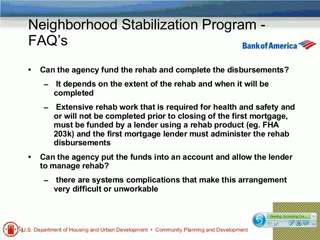 Neighborhood Stabilization Program -
FAQ's
Bank of America
• Can the agency fund the rehab and complete the disbursements?
– It depends on the extent of the rehab and when it will be
completed
– Extensive rehab work that is required for health and safety and
or will not be completed prior to closing of the first mortgage,
must be funded by a lender using a rehab product (eg. FHA
203k) and the first mortgage lender must administer the rehab
disbursements
• Can the agency put the funds into an account and allow the lender
to manage rehab?
– there are systems complications that make this arrangement
very difficult or unworkable
U.S. Department of Housing and Urban Development • Community Planning and Development